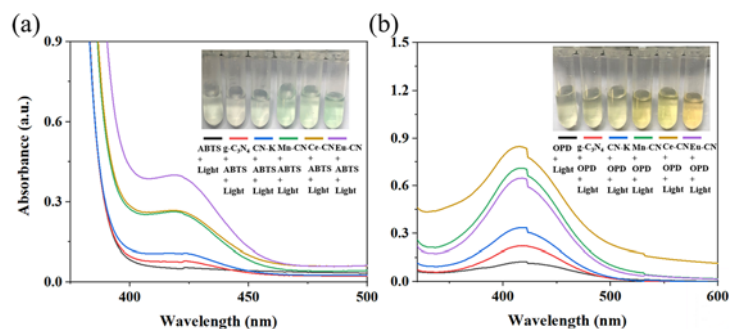 (a)
0.9
0.6
0.3
0.0
Absorbance (a.u.)
ABTS g-C₃N₄ CN-K Mn-CN Ce-CN Eu-CN
+ + + + + +
Light ABTS ABTS ABTS ABTS ABTS
+ + + + +
Light Light Light Light Light
400 450 500
Wavelength (nm)
(b)
1.5
1.2
0.9
0.6
0.3
0.0
OPD g-C₃N₄ CN-K Mn-CN Ce-CN Eu-CN
+ + + + + +
Light OPD OPD OPD OPD OPD
+ + + + +
Light Light Light Light Light
400 500 600
Wavelength (nm)